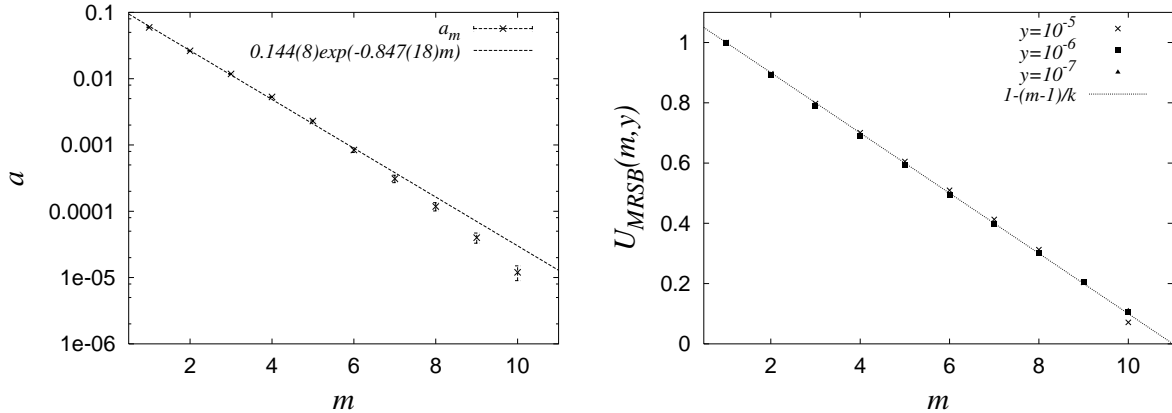 0.1
0.01
0.001
0.0001
1e-05
1e-06
a
2 4 6 8 10
m
a_m
0.144(8)exp(-0.847(18)m)
1
0.8
0.6
0.4
0.2
0
U_MRSB(m,y)
2 4 6 8 10
m
y=10^-5
y=10^-6
y=10^-7
1-(m-1)/k